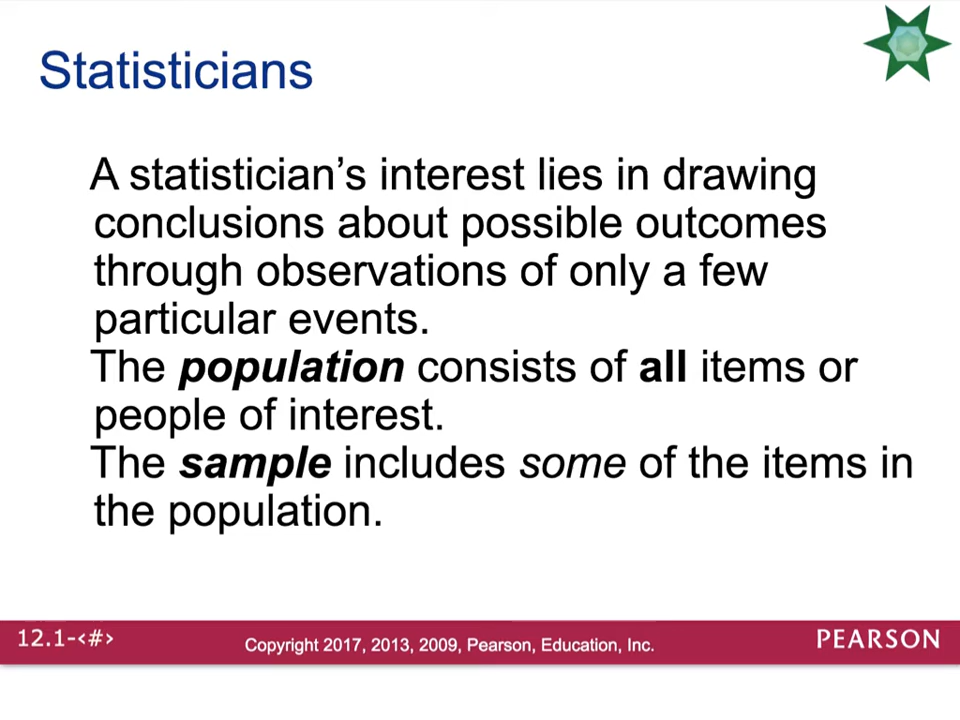 Statisticians
A statistician’s interest lies in drawing
conclusions about possible outcomes
through observations of only a few
particular events.
The population consists of all items or
people of interest.
The sample includes some of the items in
the population.
12.1-<#>
Copyright 2017, 2013, 2009, Pearson, Education, Inc.
PEARSON